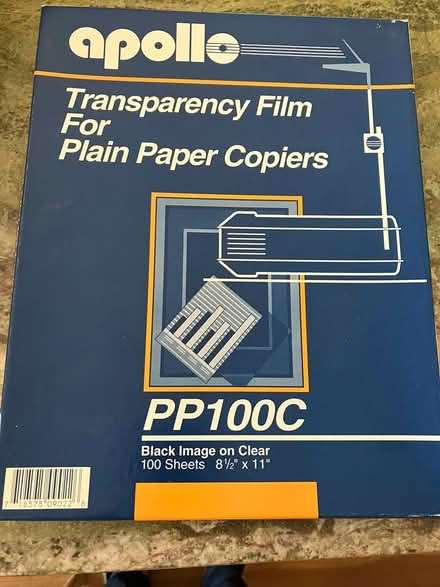 apollo
Transparency Film
For
Plain Paper Copiers
PP100C
Black Image on Clear
100 Sheets 8½" x 11"